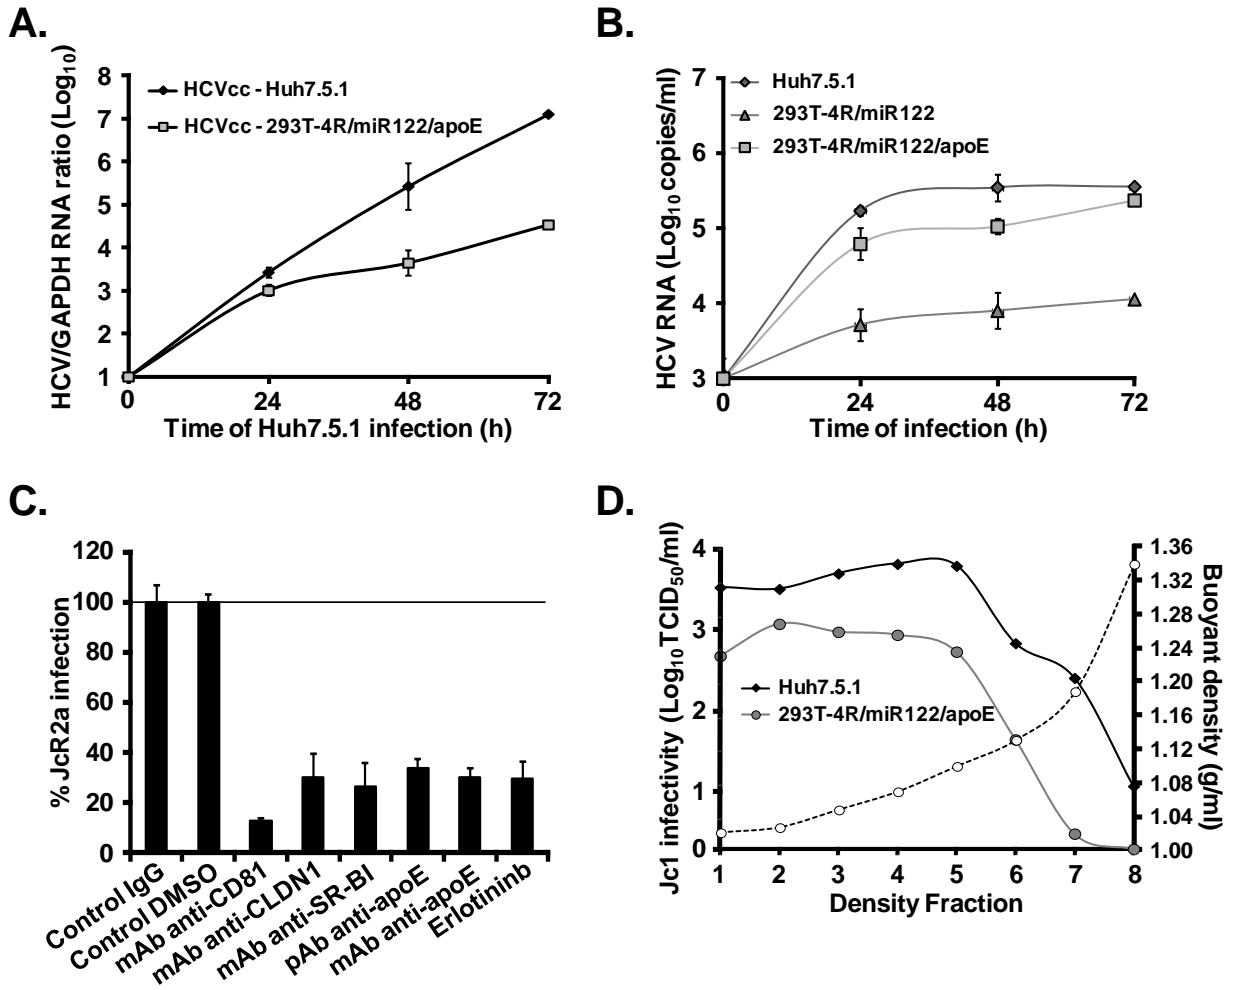 A.
HCV/GAPDH RNA ratio (Log10)
8
7
6
5
4
3
2
1
HCVcc - Huh7.5.1
HCVcc - 293T-4R/miR122/apoE
0 24 48 72
Time of Huh7.5.1 infection (h)
B.
HCV RNA (Log10 copies/ml)
7
6
5
4
3
Huh7.5.1
293T-4R/miR122
293T-4R/miR122/apoE
0 24 48 72
Time of infection (h)
C.
% JcR2a infection
120
100
80
60
40
20
0
Control IgG
Control DMSO
mAb anti-CD81
mAb anti-CLDN1
mAb anti-SR-BI
pAb anti-apoE
mAb anti-apoE
Erlotininb
D.
Jc1 infectivity (Log10 TCID50/ml)
4
3
2
1
0
Huh7.5.1
293T-4R/miR122/apoE
1 2 3 4 5 6 7 8
Density Fraction
1.36
1.32
1.28
1.24
1.20
1.16
1.12
1.08
1.04
1.00
Buoyant density (g/ml)